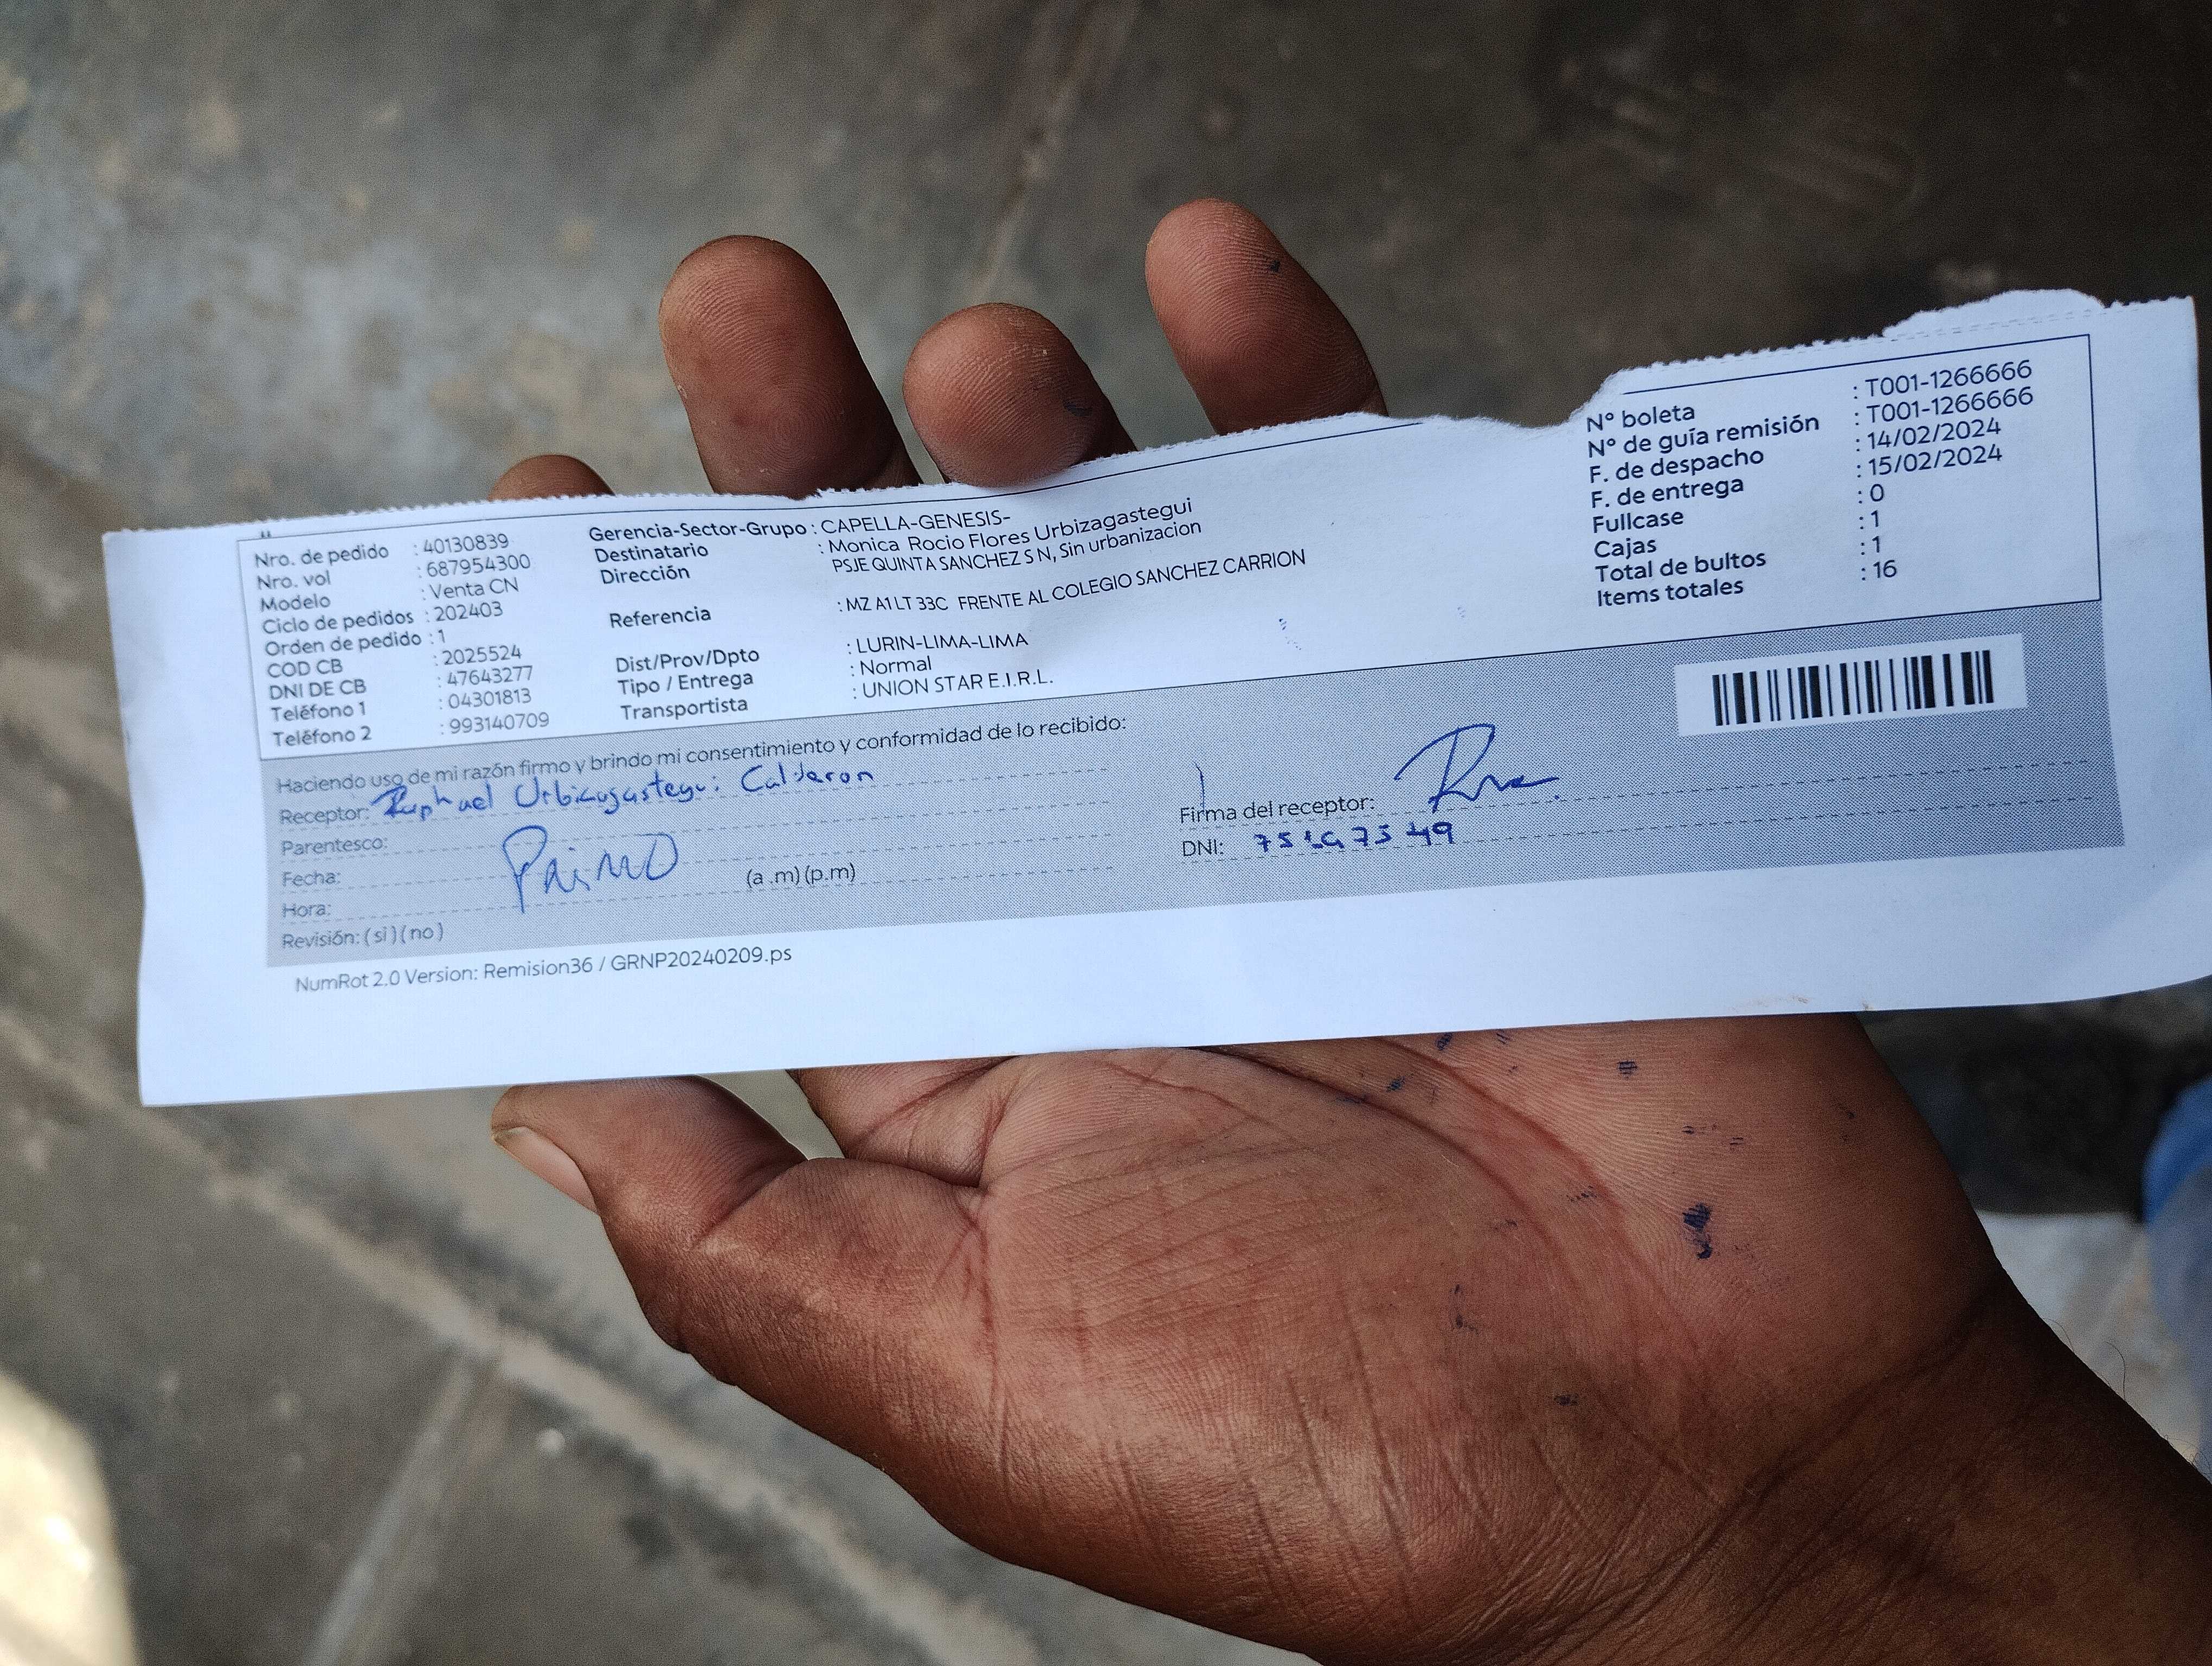 Nro. de pedido : 40130839
Nro. vol : 687954300
Modelo : Venta CN
Ciclo de pedidos : 202403
Orden de pedido : 1
COD CB : 2025524
DNI DE CB : 47643277
Teléfono 1 : 04301813
Teléfono 2 : 993140709
Gerencia-Sector-Grupo : CAPELLA-GENESIS-
Destinatario : Monica Rocio Flores Urbizagastegui
Dirección PSJE QUINTA SANCHEZ S N, Sin urbanizacion
Referencia : MZ A1 LT 33C FRENTE AL COLEGIO SANCHEZ CARRION
Dist/Prov/Dpto : LURIN-LIMA-LIMA
Tipo / Entrega : Normal
Transportista : UNION STAR E.I.R.L.
N° boleta : T001-1266666
N° de guía remisión : T001-1266666
F. de despacho : 14/02/2024
F. de entrega : 15/02/2024
Fullcase : 0
Cajas : 1
Total de bultos : 1
Items totales : 16
Haciendo uso de mi razón firmo y brindo mi consentimiento y conformidad de lo recibido:
Receptor: Raphael Urbizagastegui Calderon
Parentesco:
Fecha: PRIMO
Hora: (a .m) (p.m)
Revisión: ( si ) ( no )
Firma del receptor:
DNI:
NumRot 2.0 Version: Remision36 / GRNP20240209.ps